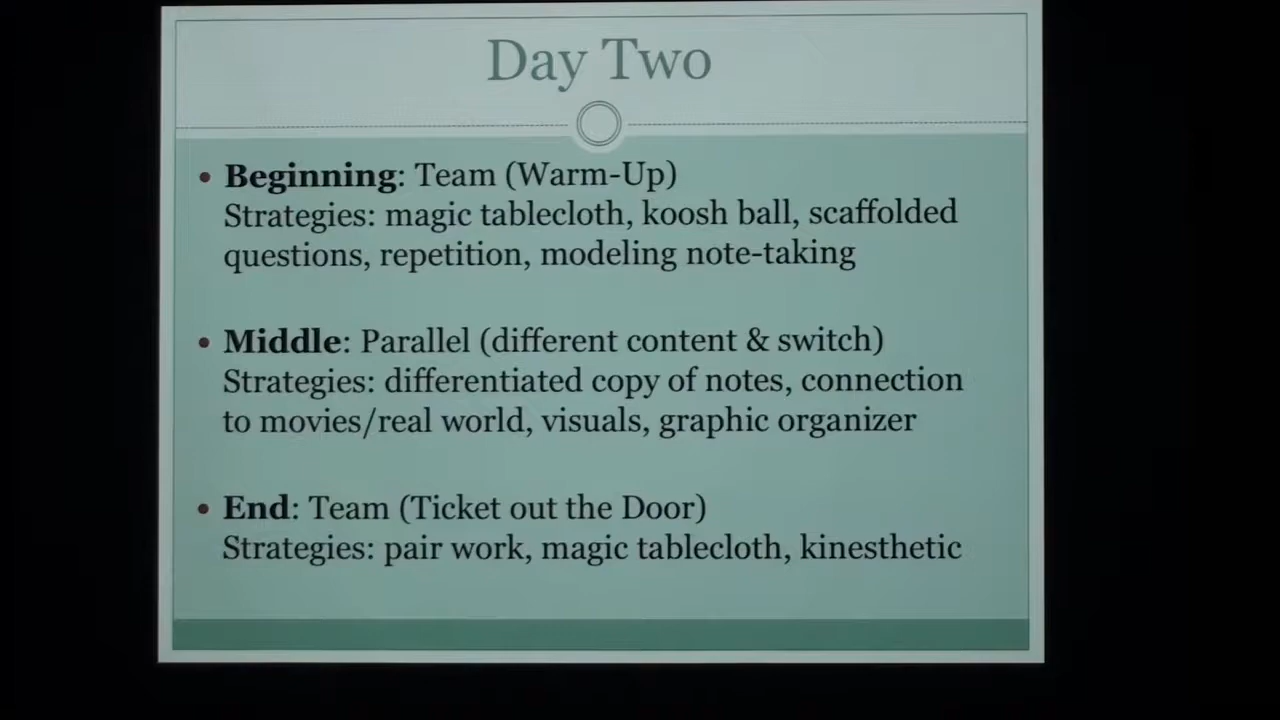 Day Two
• Beginning: Team (Warm-Up)
Strategies: magic tablecloth, koosh ball, scaffolded
questions, repetition, modeling note-taking
• Middle: Parallel (different content & switch)
Strategies: differentiated copy of notes, connection
to movies/real world, visuals, graphic organizer
• End: Team (Ticket out the Door)
Strategies: pair work, magic tablecloth, kinesthetic